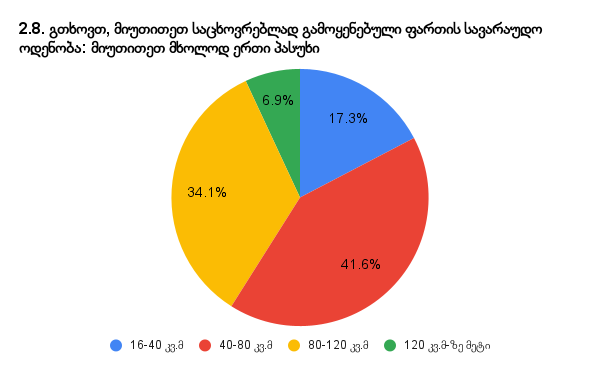 2.8. გთხოვთ, მიუთითეთ საცხოვრებლად გამოყენებული ფართის სავარაუდო
ოდენობა: მიუთითეთ მხოლოდ ერთი პასუხი
6.9%
17.3%
34.1%
41.6%
16-40 კვ.მ 40-80 კვ.მ 80-120 კვ.მ 120 კვ.მ-ზე მეტი